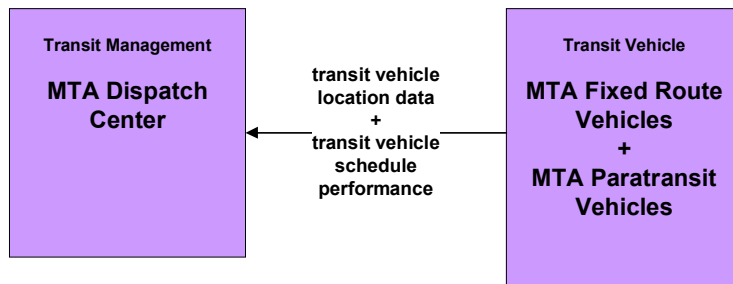 Transit Management
MTA Dispatch
Center
transit vehicle
location data
+
transit vehicle
schedule
performance
Transit Vehicle
MTA Fixed Route
Vehicles
+
MTA Paratransit
Vehicles